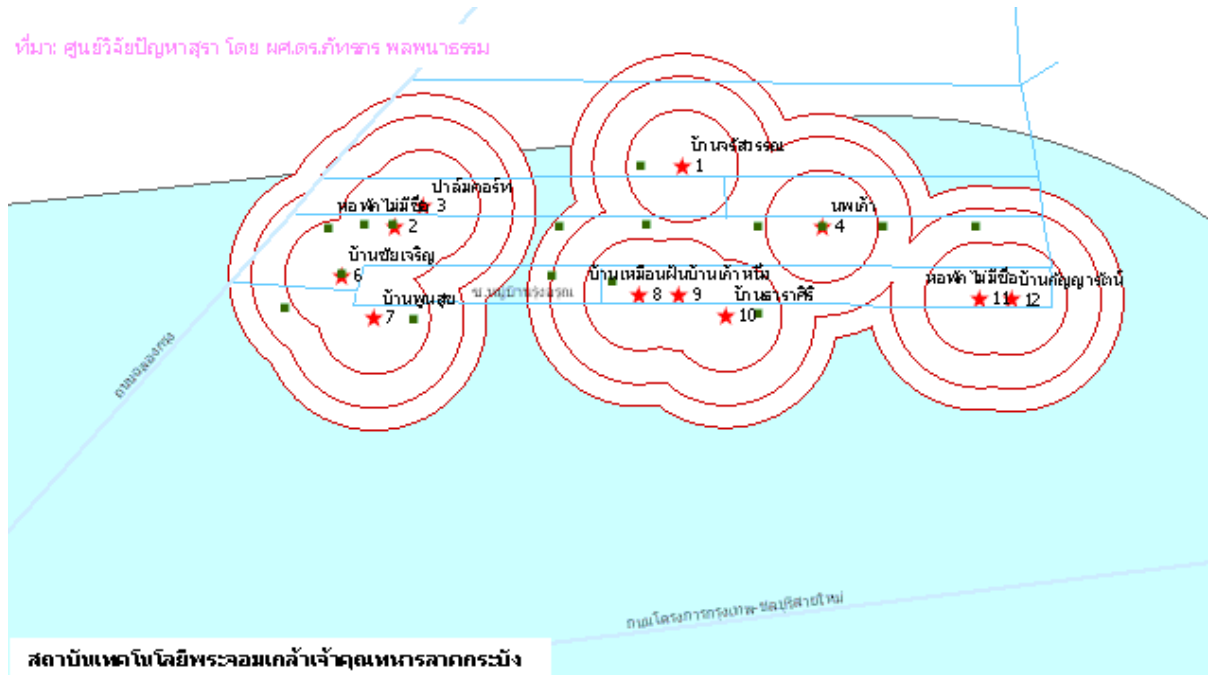 ที่มา: ศูนย์วิจัยปัญหาสุรา โดย ผศ.ดร.ภัทรกร พลพนาธรรม
บ้านจรัสวรรณ
1
ปาล์มคอร์ท
3
หอพักไม่มีชื่อ
2
นพเก้า
4
บ้านชัยเจริญ
6
บ้านเหมือนฝัน
8
บ้านเก้าหนึ่ง
9
หอพักไม่มีชื่อ
11
บ้านกัญญารัตน์
12
บ้านพูนสุข
7
บ้านธาราศิริ
10
ถนนฉลองกรุง
ถนนโครงการกรุงเทพ-ชลบุรีสายใหม่
สถาบันเทคโนโลยีพระจอมเกล้าเจ้าคุณทหารลาดกระบัง